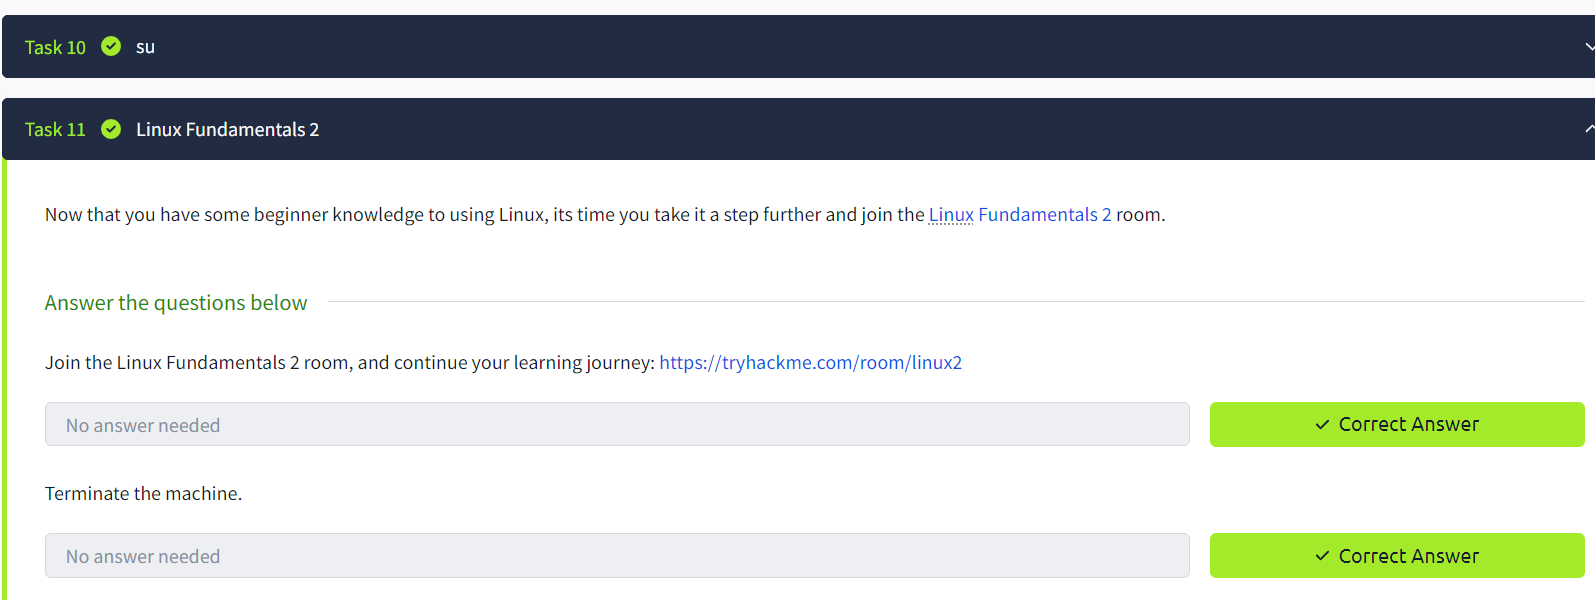 Task 10 su
Task 11 Linux Fundamentals 2
Now that you have some beginner knowledge to using Linux, its time you take it a step further and join the Linux Fundamentals 2 room.
Answer the questions below
Join the Linux Fundamentals 2 room, and continue your learning journey: https://tryhackme.com/room/linux2
No answer needed Correct Answer
Terminate the machine.
No answer needed Correct Answer